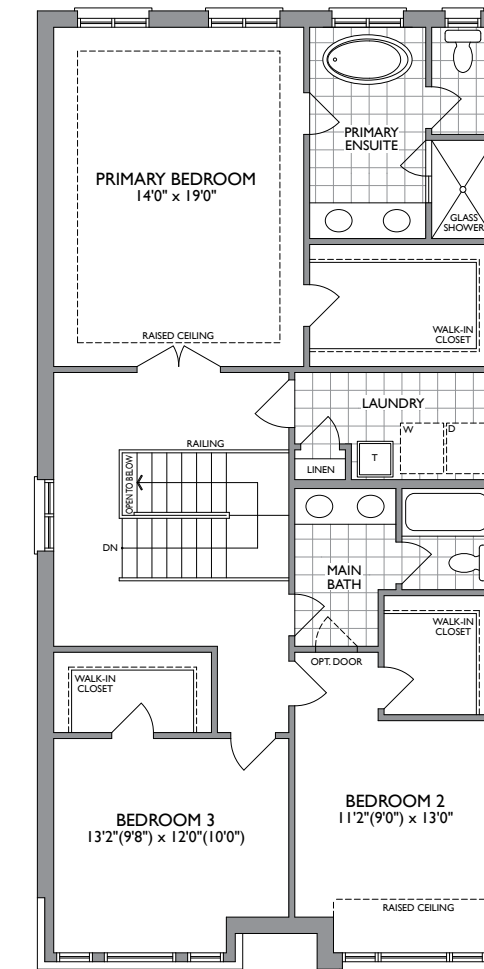 PRIMARY
ENSUITE
PRIMARY BEDROOM
14'0" x 19'0"
GLASS
SHOWER
RAISED CEILING
WALK-IN
CLOSET
LAUNDRY
W
D
RAILING
OPEN TO BELOW
T
LINEN
DN
MAIN
BATH
WALK-IN
CLOSET
OPT. DOOR
WALK-IN
CLOSET
BEDROOM 2
11'2"(9'0") x 13'0"
BEDROOM 3
13'2"(9'8") x 12'0"(10'0")
RAISED CEILING